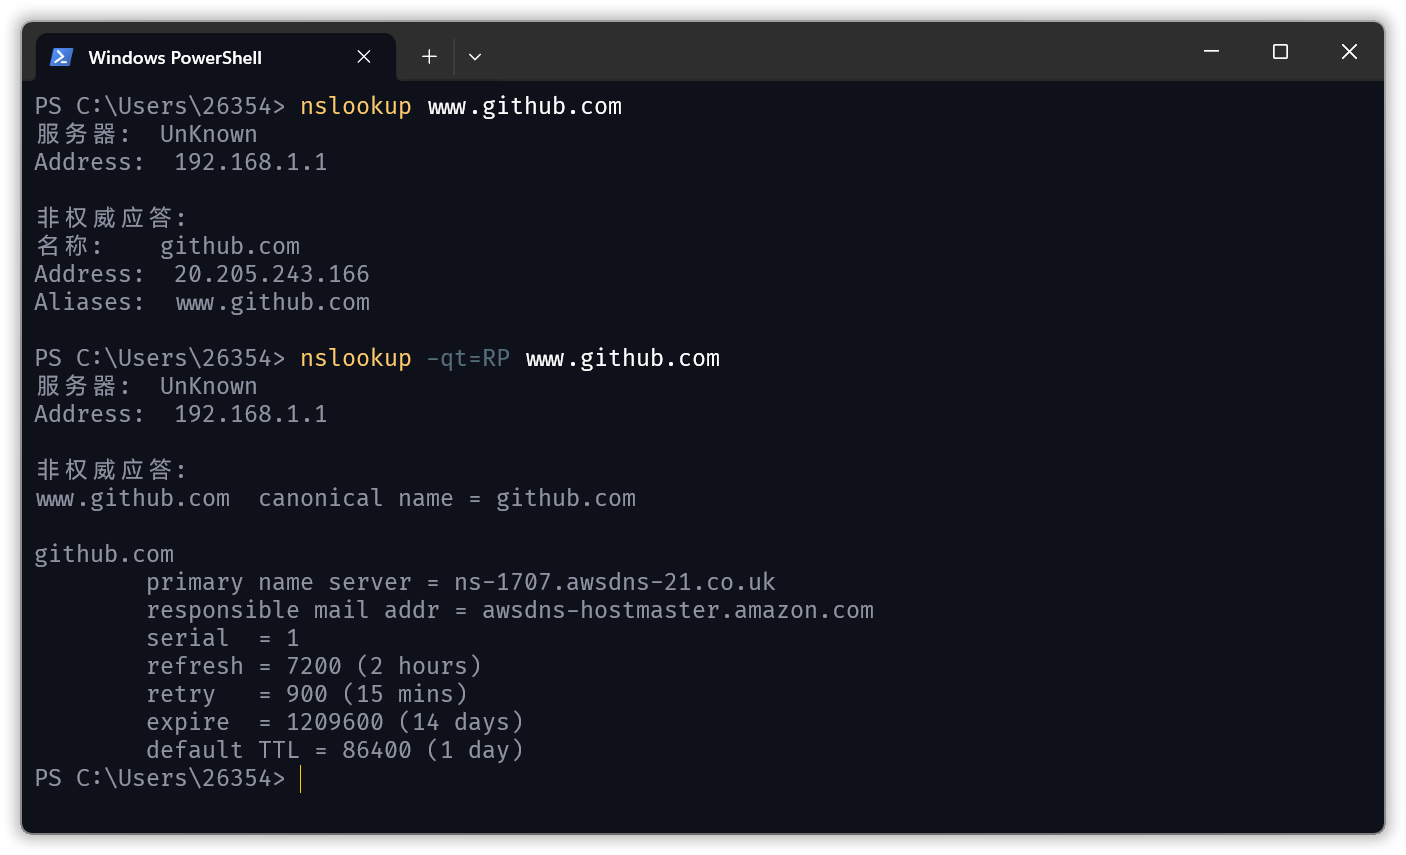 Windows PowerShell
PS C:\Users\26354> nslookup www.github.com
服务器:  UnKnown
Address:  192.168.1.1
非权威应答:
名称:    github.com
Address:  20.205.243.166
Aliases:  www.github.com
PS C:\Users\26354> nslookup -qt=RP www.github.com
服务器:  UnKnown
Address:  192.168.1.1
非权威应答:
www.github.com  canonical name = github.com
github.com
        primary name server = ns-1707.awsdns-21.co.uk
        responsible mail addr = awsdns-hostmaster.amazon.com
        serial  = 1
        refresh = 7200 (2 hours)
        retry   = 900 (15 mins)
        expire  = 1209600 (14 days)
        default TTL = 86400 (1 day)
PS C:\Users\26354>